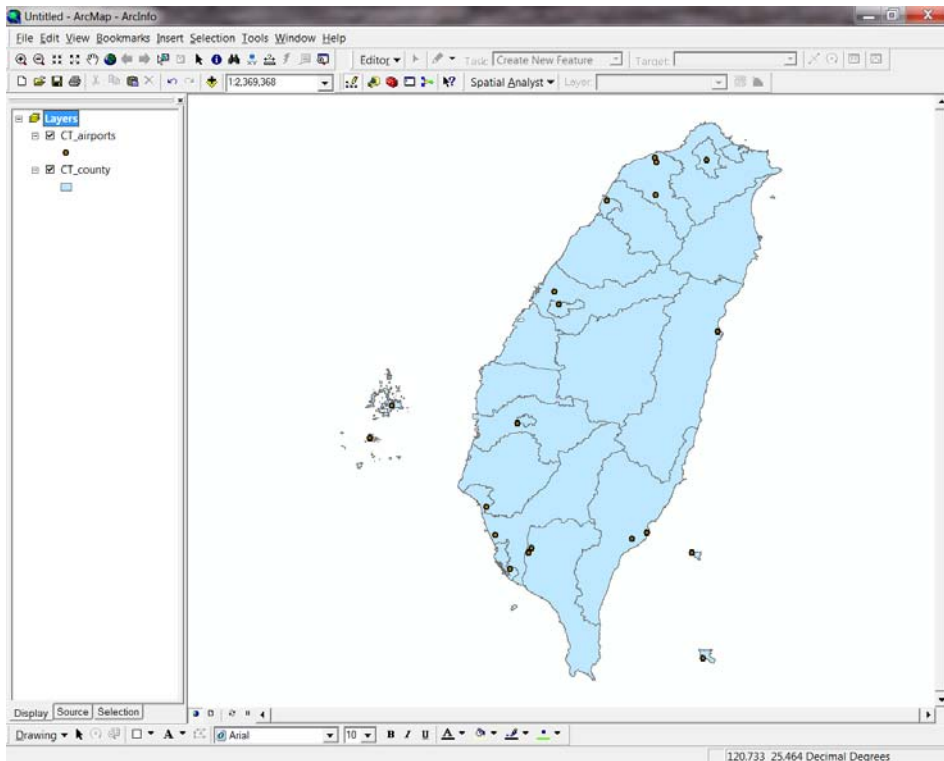 Untitled - ArcMap - ArcInfo
File Edit View Bookmarks Insert Selection Tools Window Help
Editor Task: Create New Feature Target:
1:2,369,368 Spatial Analyst Layer:
Layers
CT_airports
CT_county
Display Source Selection
Drawing A Arial 10 B I U A
120.733 25.464 Decimal Degrees